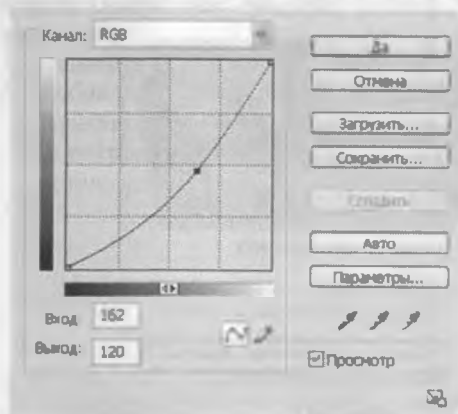 Канал: RGB
Да
Отмена
Загрузить...
Сохранить...
Сгладить
Авто
Параметры...
Вход: 162
Выход: 120
Просмотр